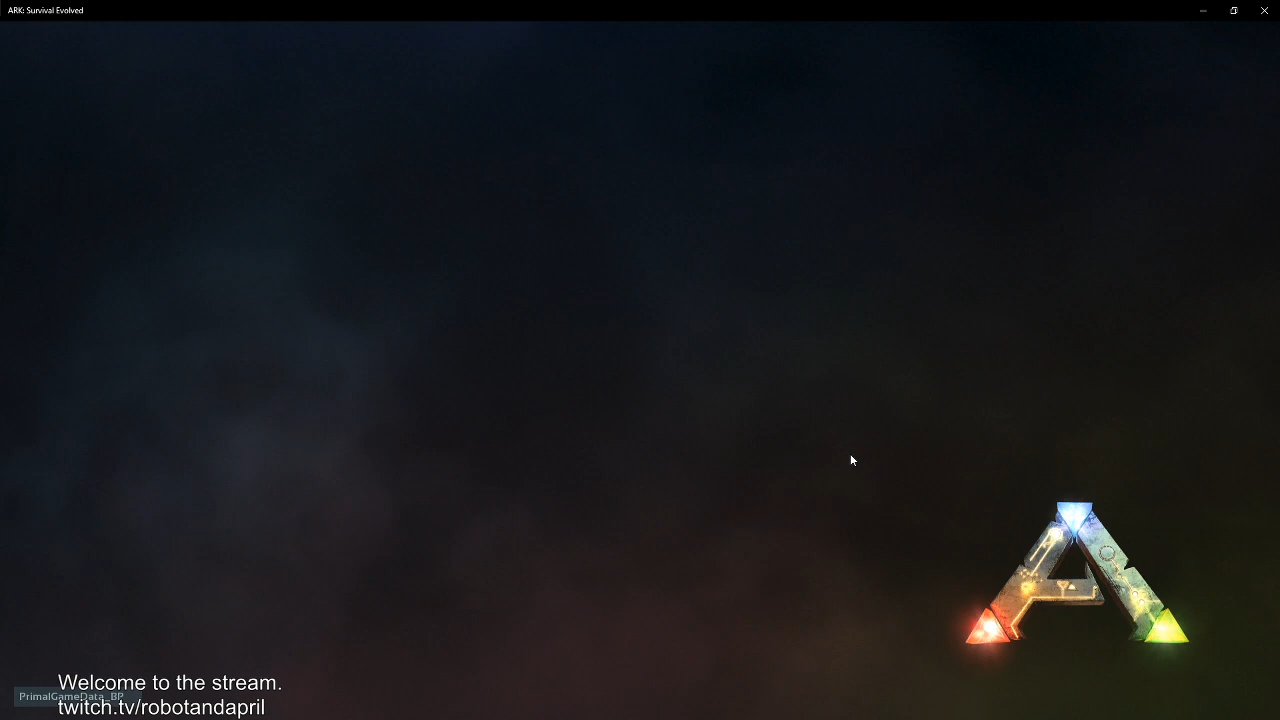 ARK: Survival Evolved
Welcome to the stream.
PrimalGameData_BP
twitch.tv/robotandapril